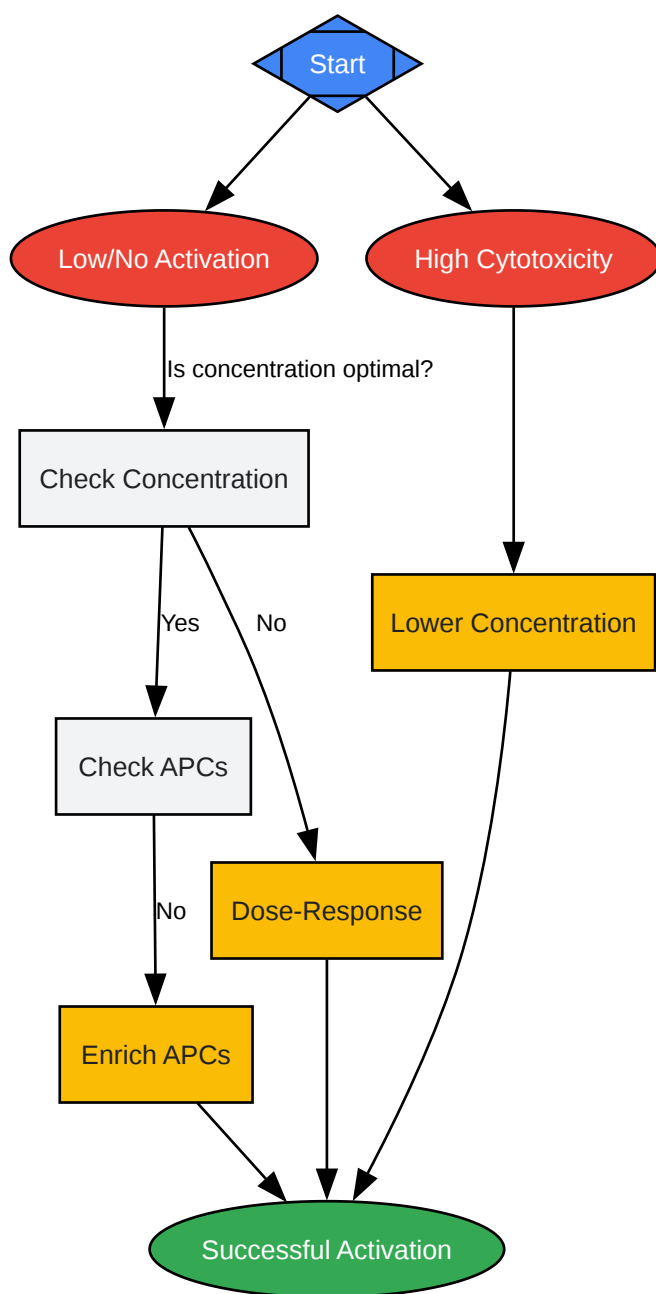 Start
Low/No Activation
High Cytotoxicity
Is concentration optimal?
Check Concentration
Lower Concentration
Yes
No
Check APCs
Dose-Response
No
Enrich APCs
Successful Activation